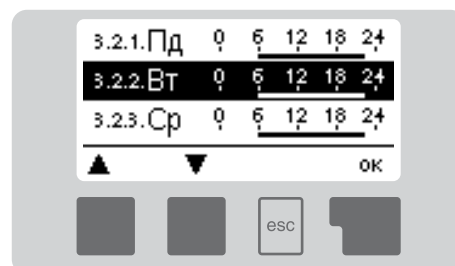 3.2.1.Пд 0 6 12 18 24
3.2.2.Вт 0 6 12 18 24
3.2.3.Ср 0 6 12 18 24
▲ ▼ ок
esc